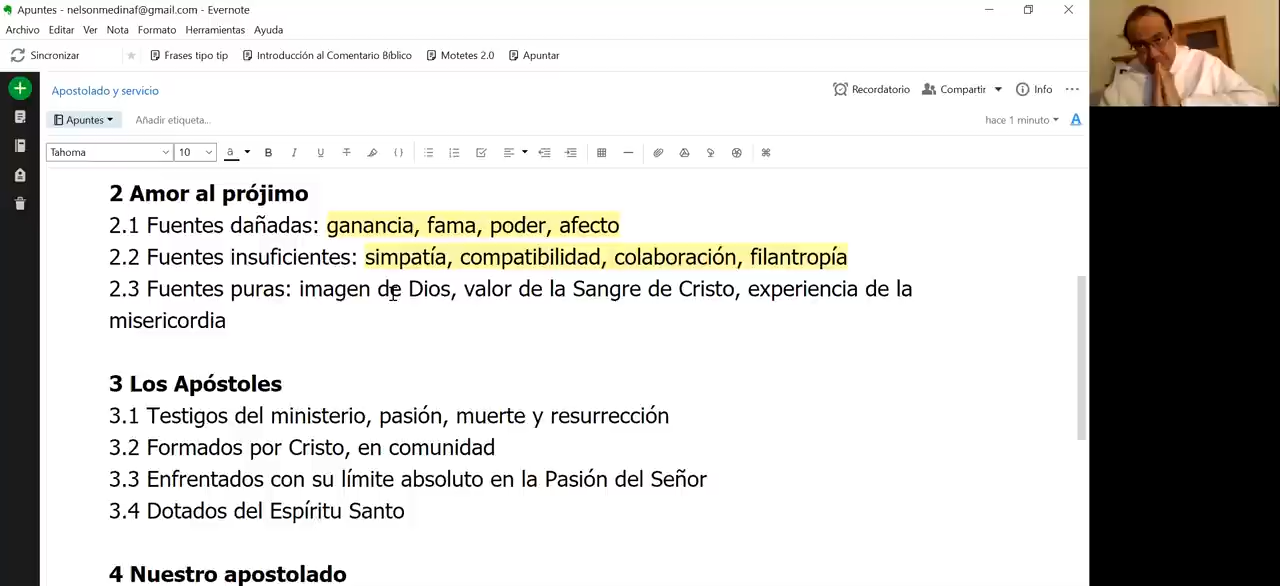 Apuntes - nelsonmedinaf@gmail.com - Evernote
Archivo Editar Ver Nota Formato Herramientas Ayuda
Sincronizar Frases tipo tip Introducción al Comentario Bíblico Motetes 2.0 Apuntar
Apostolado y servicio Recordatorio Compartir Info
Apuntes Añadir etiqueta... hace 1 minuto A
Tahoma 10 a B I U T
2 Amor al prójimo
2.1 Fuentes dañadas: ganancia, fama, poder, afecto
2.2 Fuentes insuficientes: simpatía, compatibilidad, colaboración, filantropía
2.3 Fuentes puras: imagen de Dios, valor de la Sangre de Cristo, experiencia de la
misericordia
3 Los Apóstoles
3.1 Testigos del ministerio, pasión, muerte y resurrección
3.2 Formados por Cristo, en comunidad
3.3 Enfrentados con su límite absoluto en la Pasión del Señor
3.4 Dotados del Espíritu Santo
4 Nuestro apostolado